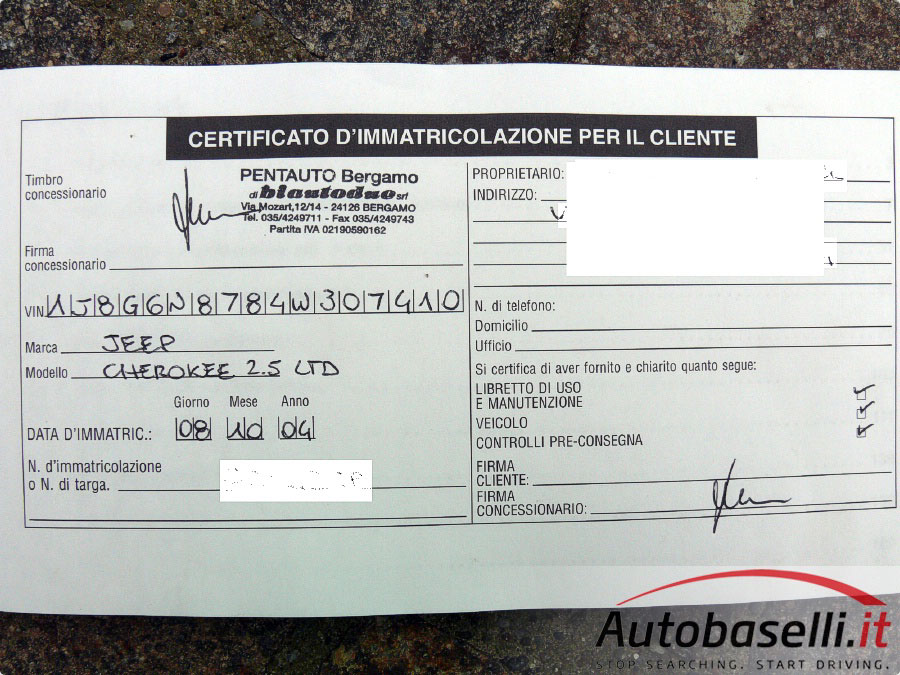 CERTIFICATO D'IMMATRICOLAZIONE PER IL CLIENTE
Timbro
concessionario
PENTAUTO Bergamo
di biautodue srl
Via Mozart,12/14 - 24126 BERGAMO
Tel. 035/4249711 - Fax 035/4249743
Partita IVA 02190590162
Firma
concessionario
VIN 1J8G6N8784W307410
Marca JEEP
Modello CHEROKEE 2.5 LTD
Giorno Mese Anno
DATA D'IMMATRIC.: 08 10 04
N. d'immatricolazione
o N. di targa.
PROPRIETARIO:
INDIRIZZO:
N. di telefono:
Domicilio
Ufficio
Si certifica di aver fornito e chiarito quanto segue:
LIBRETTO DI USO
E MANUTENZIONE
VEICOLO
CONTROLLI PRE-CONSEGNA
FIRMA
CLIENTE:
FIRMA
CONCESSIONARIO:
Autobaselli.it
STOP SEARCHING. START DRIVING.